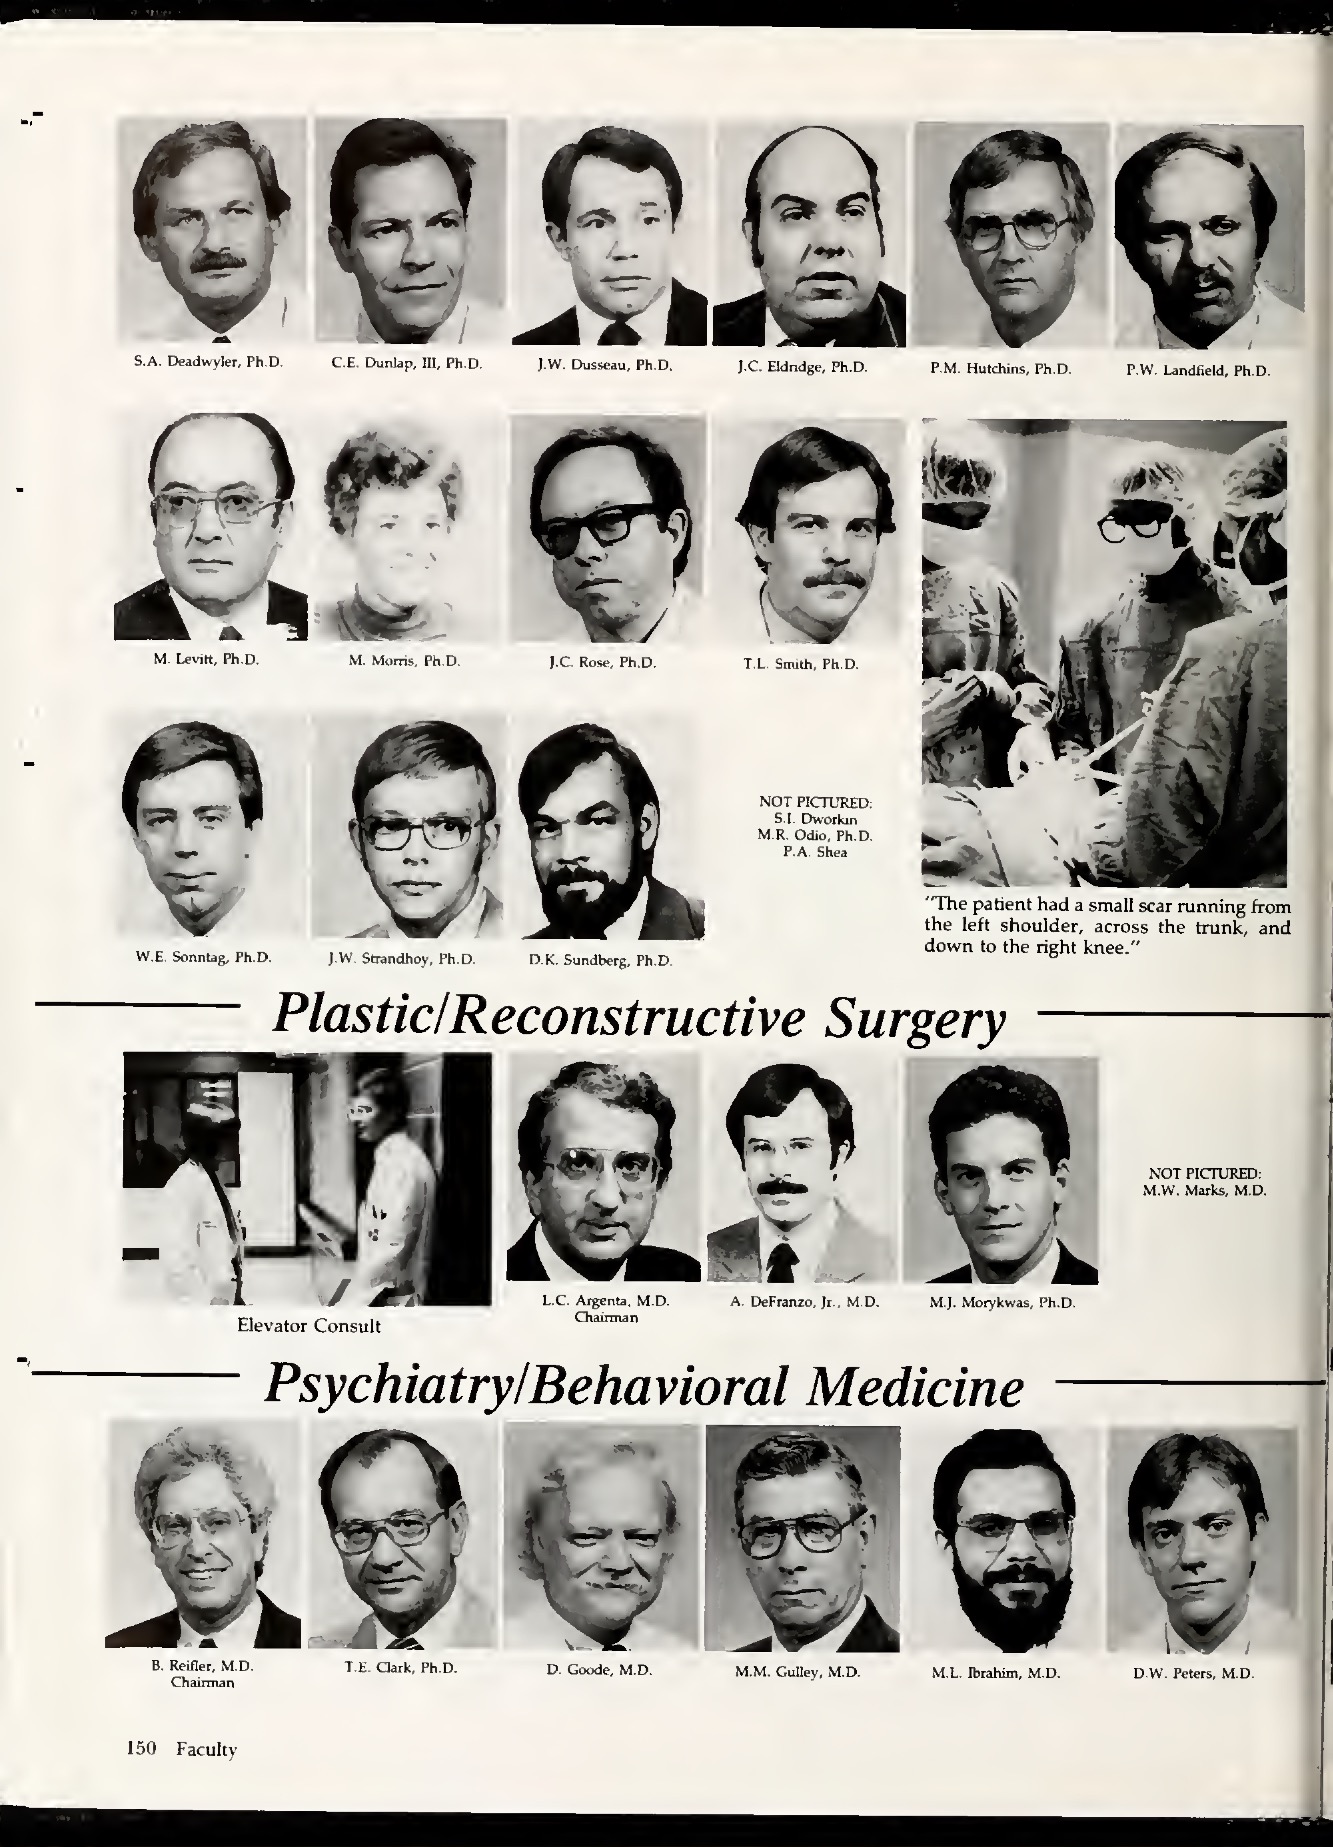 S.A. Deadwyler, Ph.D.
C.E. Dunlap, III, Ph.D.
J.W. Dusseau, Ph.D.
J.C. Eldridge, Ph.D.
P.M. Hutchins, Ph.D.
P.W. Landfield, Ph.D.
M. Levitt, Ph.D.
M. Morris, Ph.D.
J.C. Rose, Ph.D.
T.L. Smith, Ph.D.
W.E. Sonntag, Ph.D.
J.W. Strandhoy, Ph.D.
D.K. Sundberg, Ph.D.
NOT PICTURED:
S.I. Dworkin
M.R. Odio, Ph.D.
P.A. Shea
"The patient had a small scar running from
the left shoulder, across the trunk, and
down to the right knee."
Plastic/Reconstructive Surgery
Elevator Consult
L.C. Argenta, M.D.
Chairman
A. DeFranzo, Jr., M.D.
M.J. Morykwas, Ph.D.
NOT PICTURED:
M.W. Marks, M.D.
Psychiatry/Behavioral Medicine
B. Reifler, M.D.
Chairman
T.E. Clark, Ph.D.
D. Goode, M.D.
M.M. Gulley, M.D.
M.L. Ibrahim, M.D.
D.W. Peters, M.D.
150 Faculty